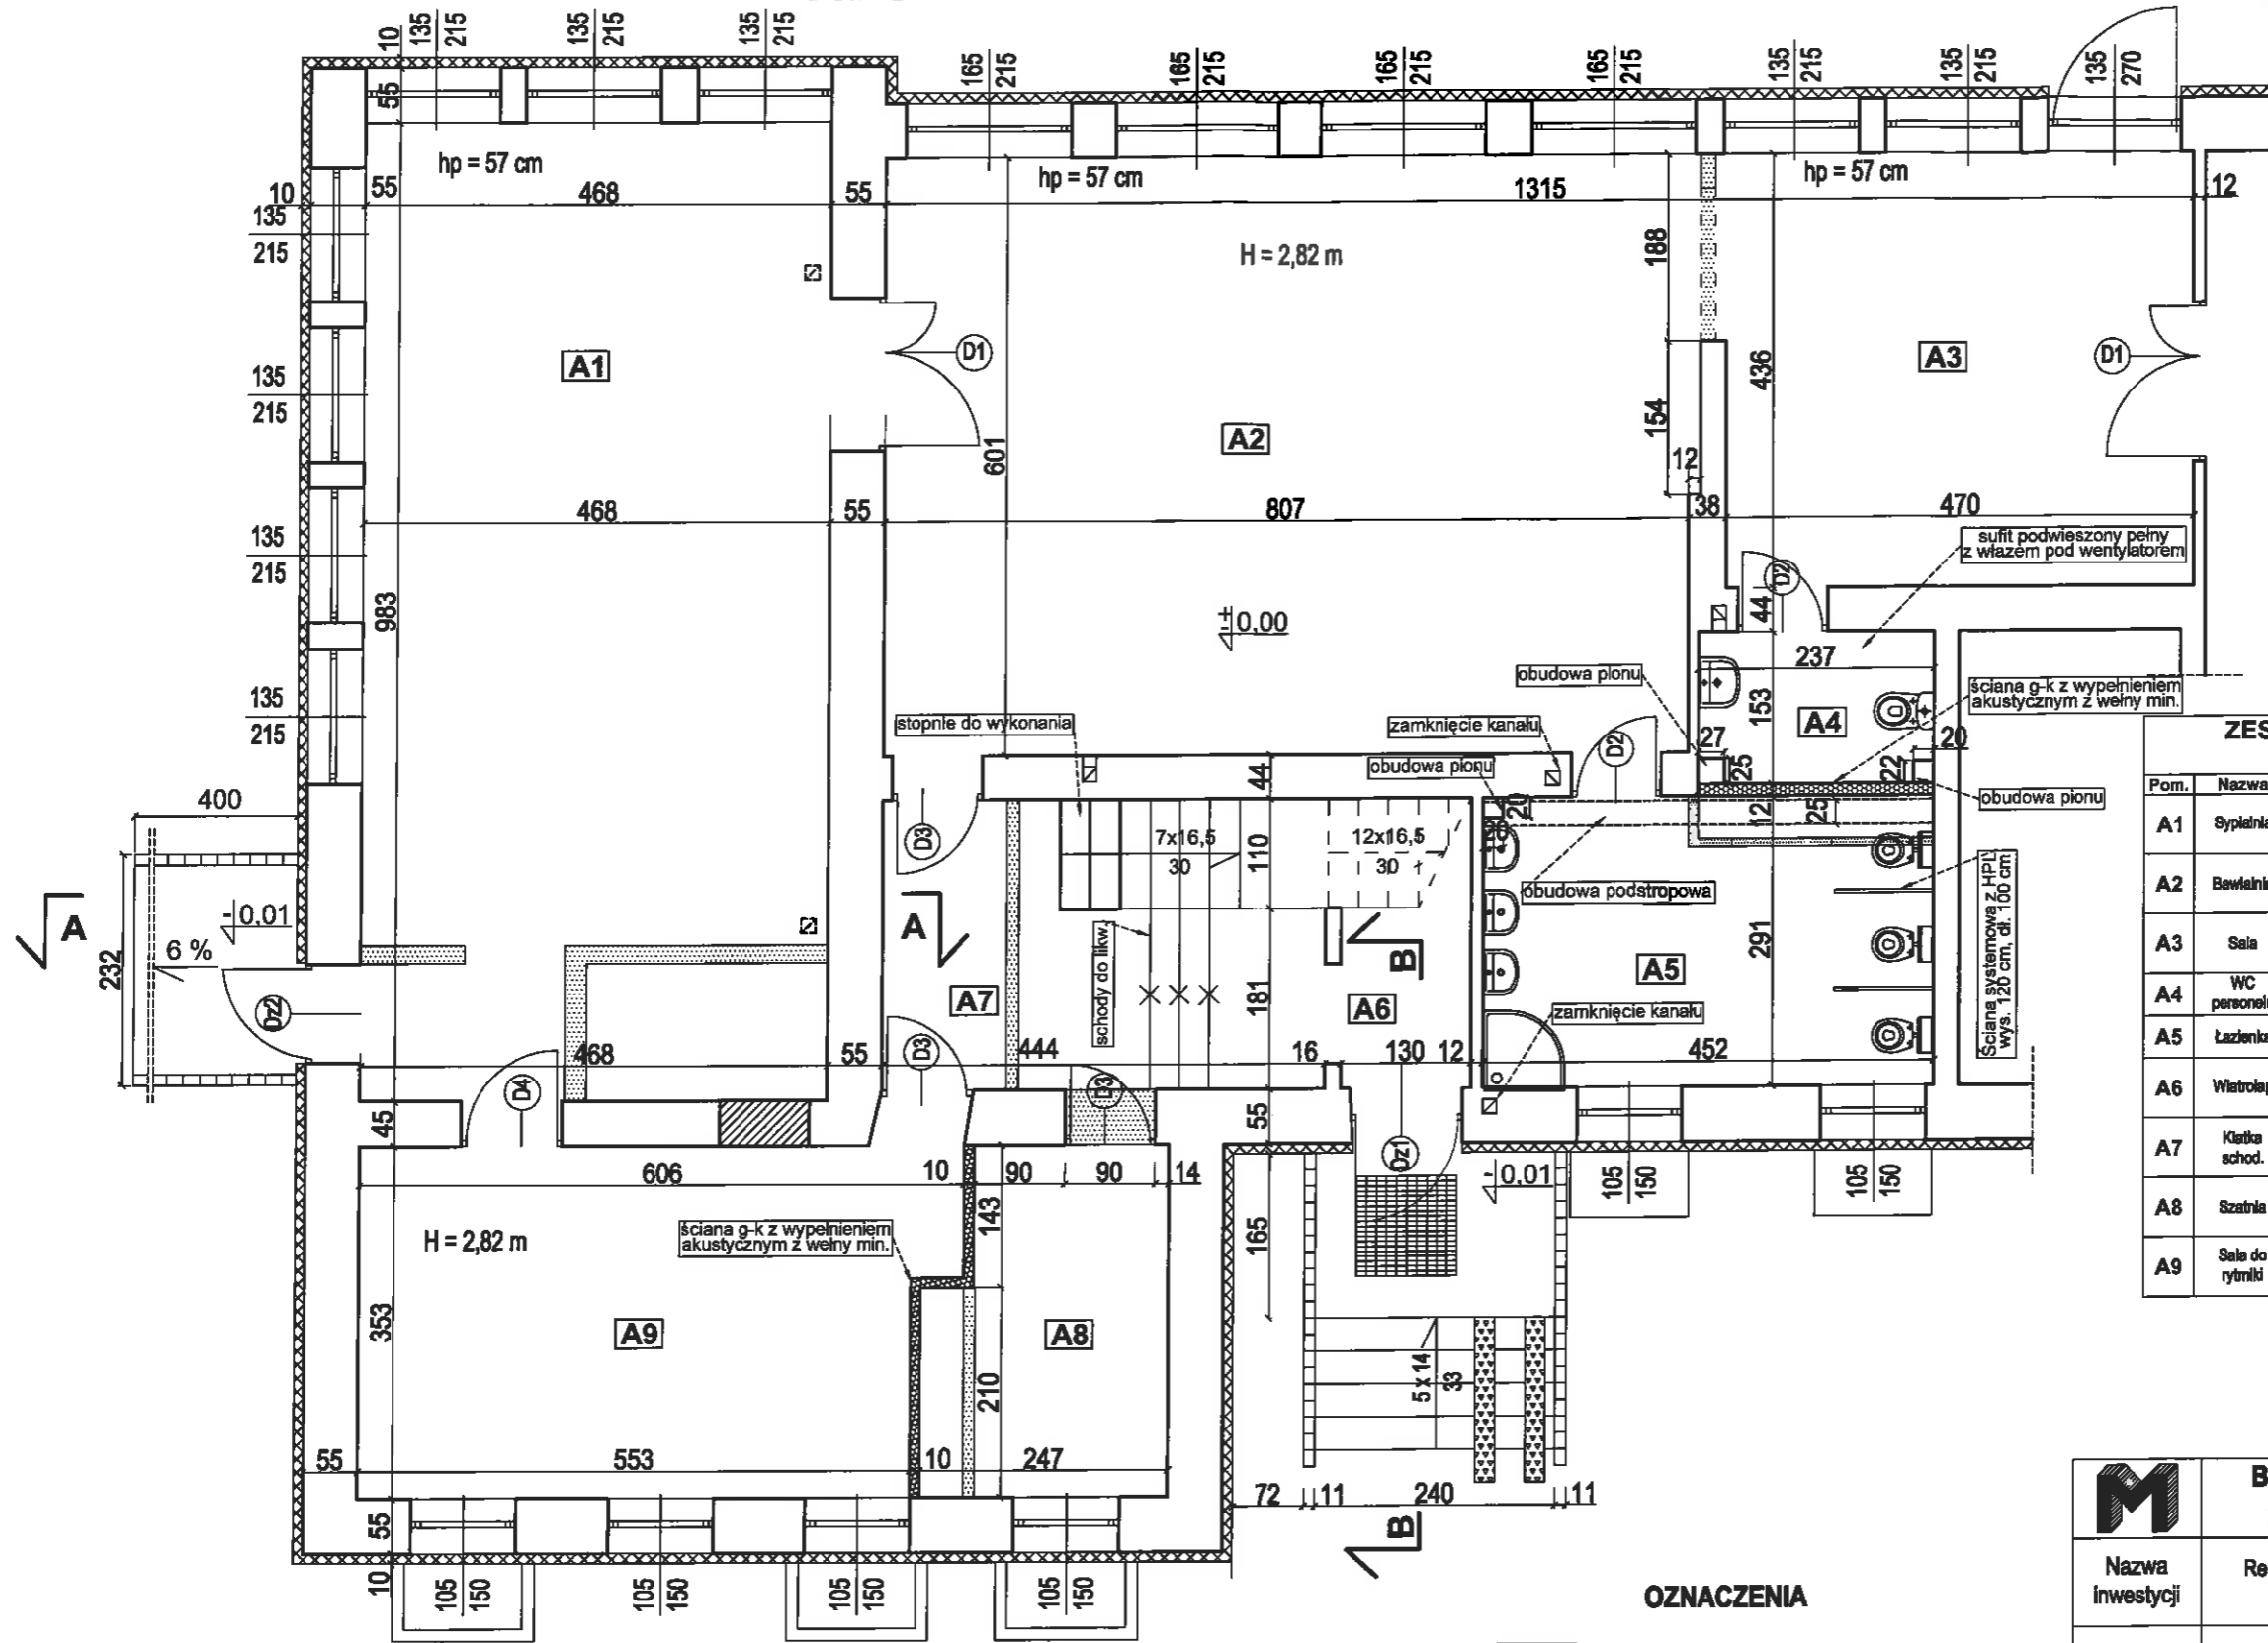 10
135
215
135
215
135
215
165
215
165
215
165
215
165
215
135
215
135
215
135
270
55
hp = 57 cm
hp = 57 cm
hp = 57 cm
10
55
468
55
1315
12
135
215
H = 2,82 m
188
A1
D1
A2
436
A3
D1
135
215
601
154
12
468
55
807
38
470
135
215
sufit podwieszony pełny
z włazem pod wentylatorem
D2
44
983
± 0,00
237
obudowa pionu
153
A4
ściana g-k z wypełnieniem
akustycznym z wełny min.
135
215
stopnie do wykonania
zamknięcie kanału
D2
27
25
22
20
obudowa pionu
44
obudowa pionu
400
D3
7x16,5
30
110
12x16,5
30
20
20
12
25
obudowa podstropowa
A
- 0,01
6 %
232
A
schody do likw.
B
291
Ściana systemowa z HPL
wys. 120 cm, dł. 100 cm
A5
Dz2
A7
181
A6
zamknięcie kanału
468
55
D3
444
16
130
12
452
D4
D3
45
55
Dz1
606
10
90
90
14
- 0,01
105
150
105
150
H = 2,82 m
ściana g-k z wypełnieniem
akustycznym z wełny min.
143
165
353
A9
A8
210
5 x 14
33
55
553
10
247
72
11
240
11
55
B
10
105
150
105
150
105
150
105
150
OZNACZENIA
ZES
Pom.
Nazwa
A1
Sypialnia
A2
A3
Sala
A4
WC
A5
Łazienka
A6
A7
Klatka
schod.
A8
Szatnia
A9
Sala do
rytmiki
M
B
Nazwa
inwestycji
Re